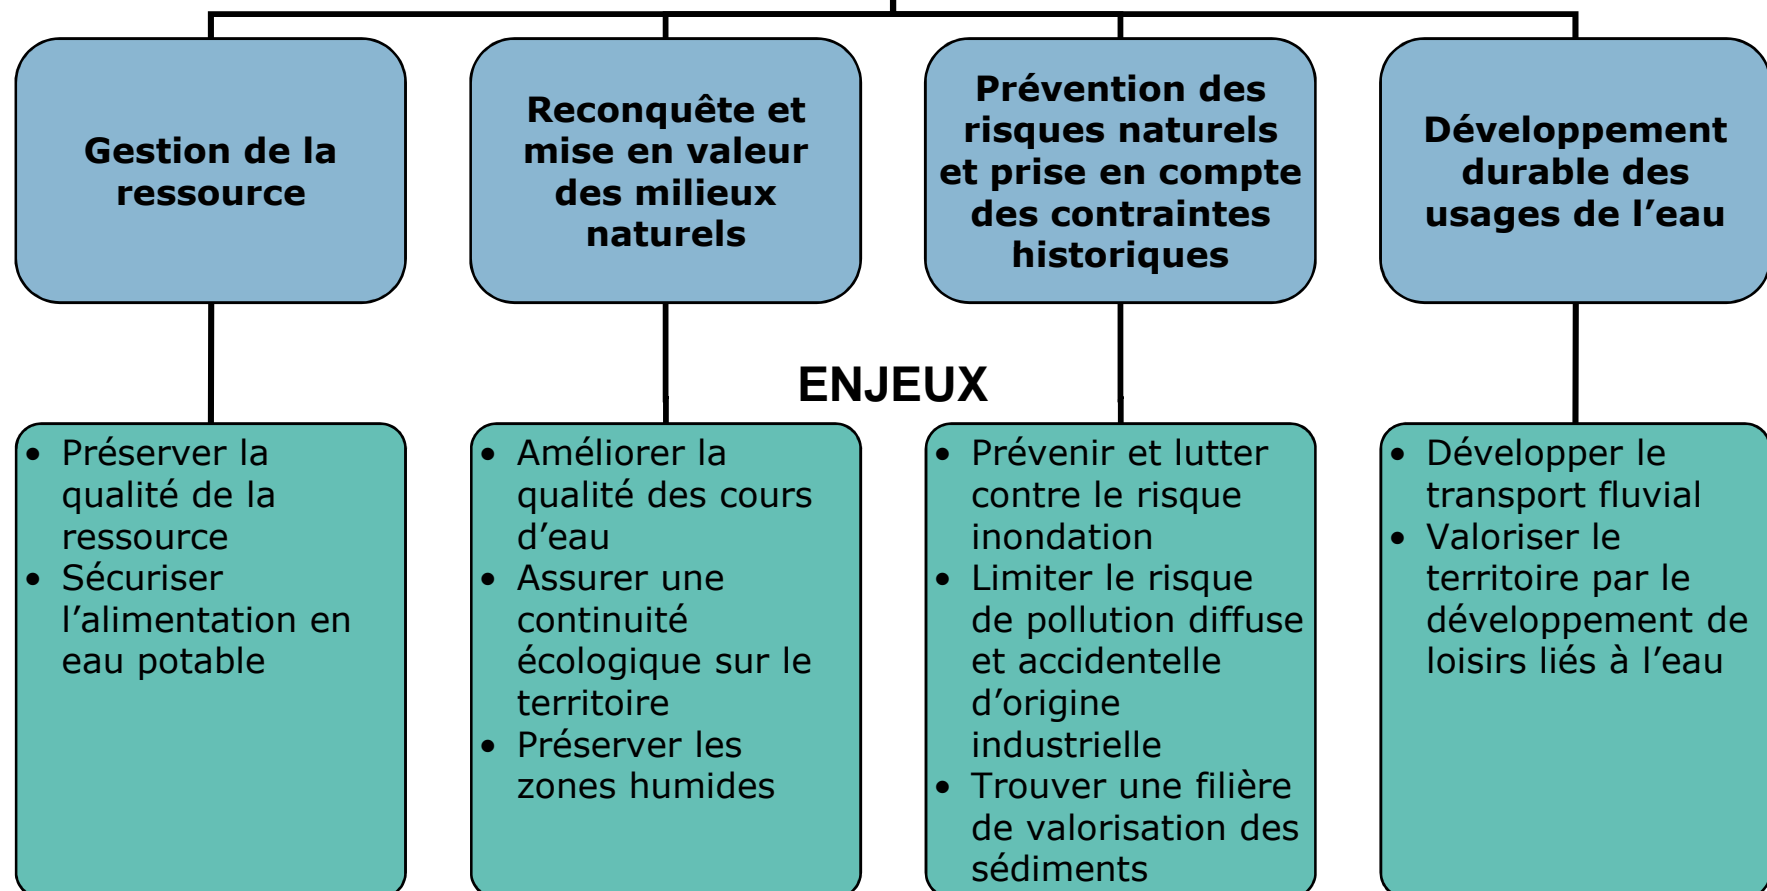 Gestion de la
ressource
Reconquête et
mise en valeur
des milieux
naturels
Prévention des
risques naturels
et prise en compte
des contraintes
historiques
Développement
durable des
usages de l’eau
ENJEUX
• Préserver la
qualité de la
ressource
• Sécuriser
l’alimentation en
eau potable
• Améliorer la
qualité des cours
d’eau
• Assurer une
continuité
écologique sur le
territoire
• Préserver les
zones humides
• Prévenir et lutter
contre le risque
inondation
• Limiter le risque
de pollution diffuse
et accidentelle
d’origine
industrielle
• Trouver une filière
de valorisation des
sédiments
• Développer le
transport fluvial
• Valoriser le
territoire par le
développement de
loisirs liés à l’eau